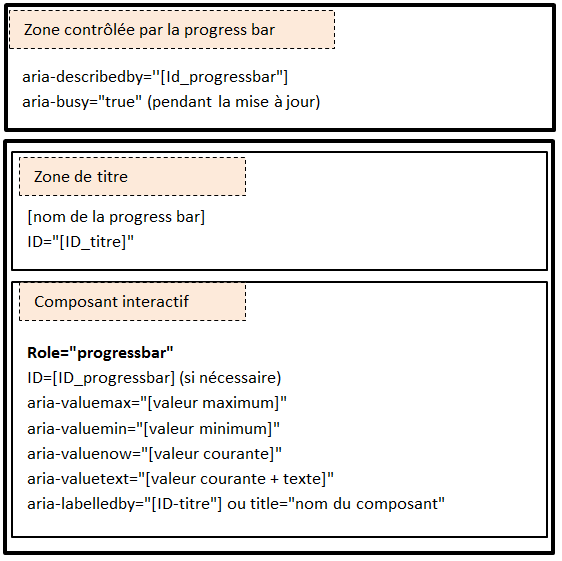 Zone contrôlée par la progress bar
aria-describedby="[Id_progressbar"]
aria-busy="true" (pendant la mise à jour)
Zone de titre
[nom de la progress bar]
ID="[ID_titre]"
Composant interactif
Role="progressbar"
ID=[ID_progressbar] (si nécessaire)
aria-valuemax="[valeur maximum]"
aria-valuemin="[valeur minimum]"
aria-valuenow="[valeur courante]"
aria-valuetext="[valeur courante + texte]"
aria-labelledby="[ID-titre"] ou title="nom du composant"